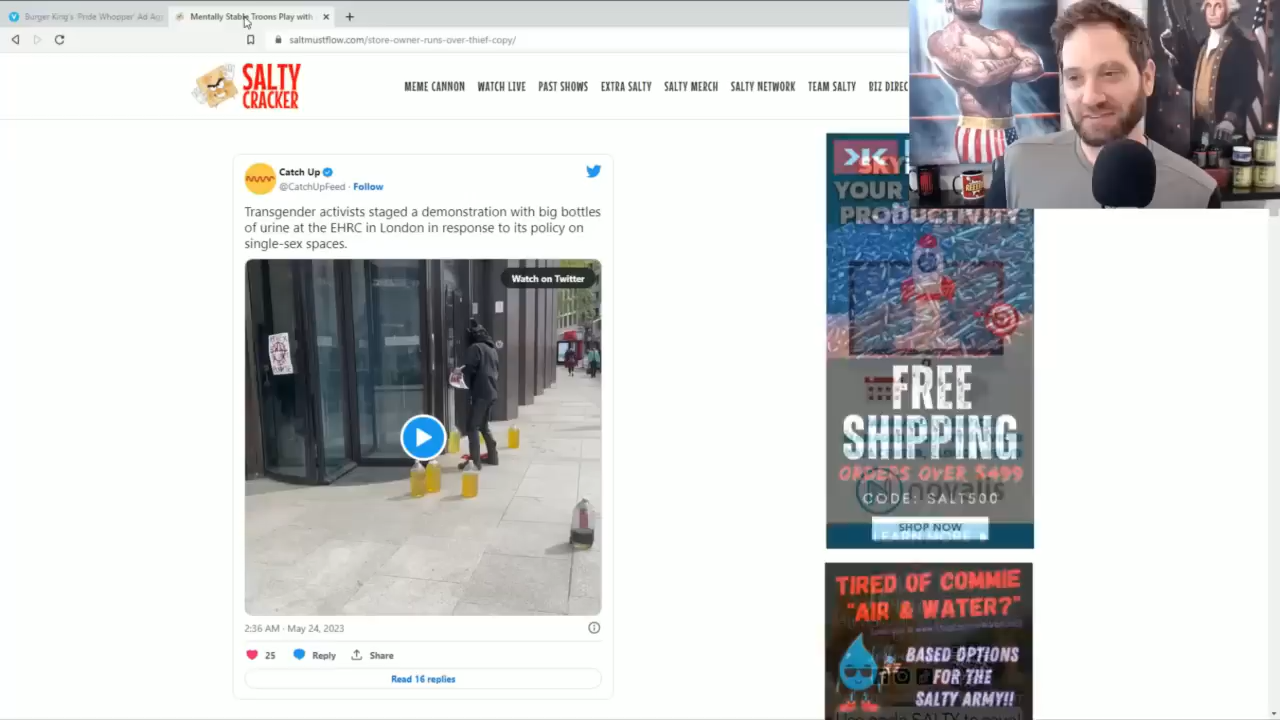 Burger King's 'Pride Whopper' Ad Ag
Mentally Stable Troons Play with
saltmustflow.com/store-owner-runs-over-thief-copy/
SALTY
CRACKER
MEME CANNON
WATCH LIVE
PAST SHOWS
EXTRA SALTY
SALTY MERCH
SALTY NETWORK
TEAM SALTY
BIZ DIREC
Catch Up
@CatchUpFeed · Follow
Transgender activists staged a demonstration with big bottles
of urine at the EHRC in London in response to its policy on
single-sex spaces.
Watch on Twitter
2:36 AM · May 24, 2023
25
Reply
Share
Read 16 replies
YOUR
PRODUCTIVITY
FREE
SHIPPING
ORDERS OVER $499
novalis
CODE: SALT500
SHOP NOW
LEARN MORE
TIRED OF COMMIE
"AIR & WATER?"
BASED OPTIONS
FOR THE
SALTY ARMY!!